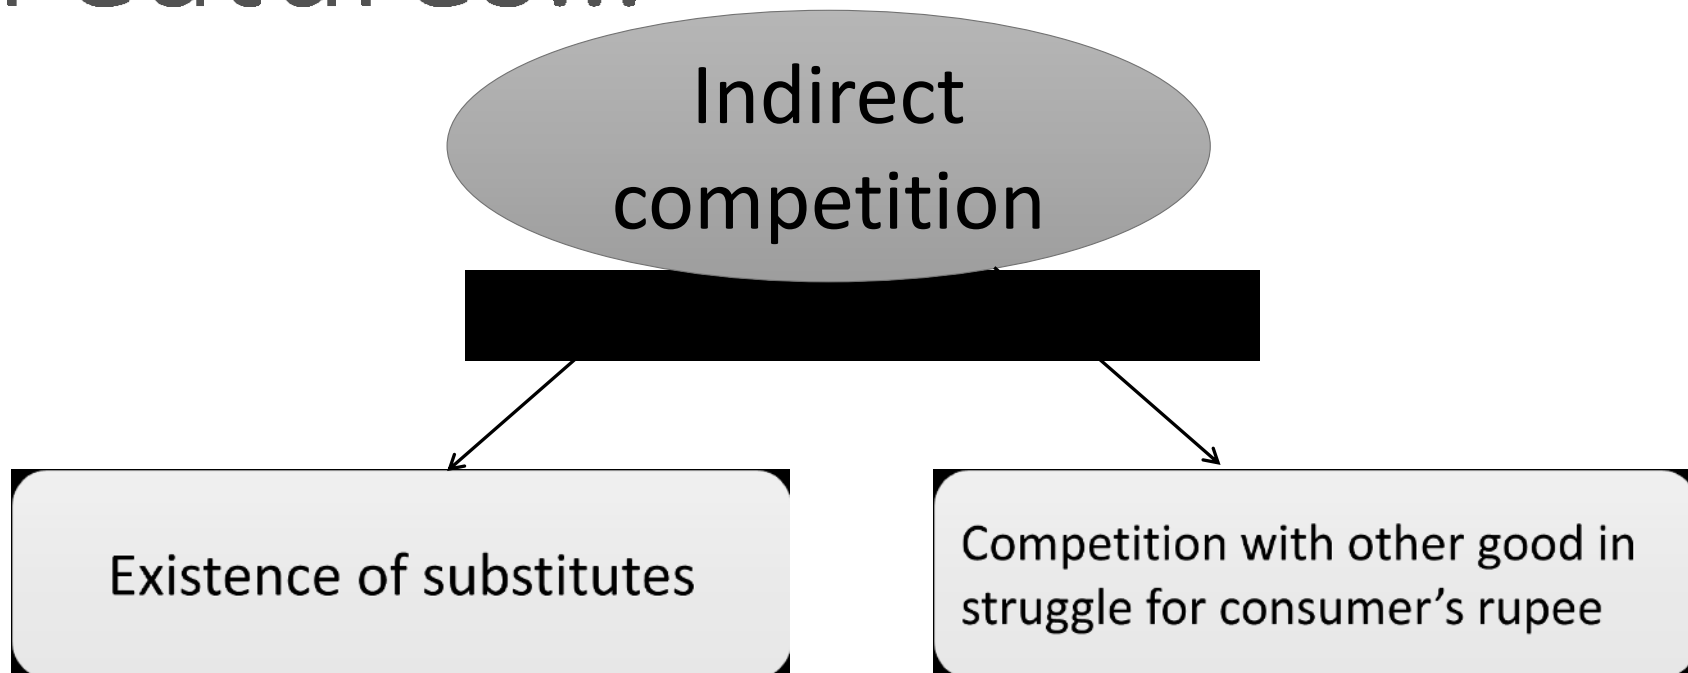 Indirect
competition
Existence of substitutes
Competition with other good in
struggle for consumer’s rupee